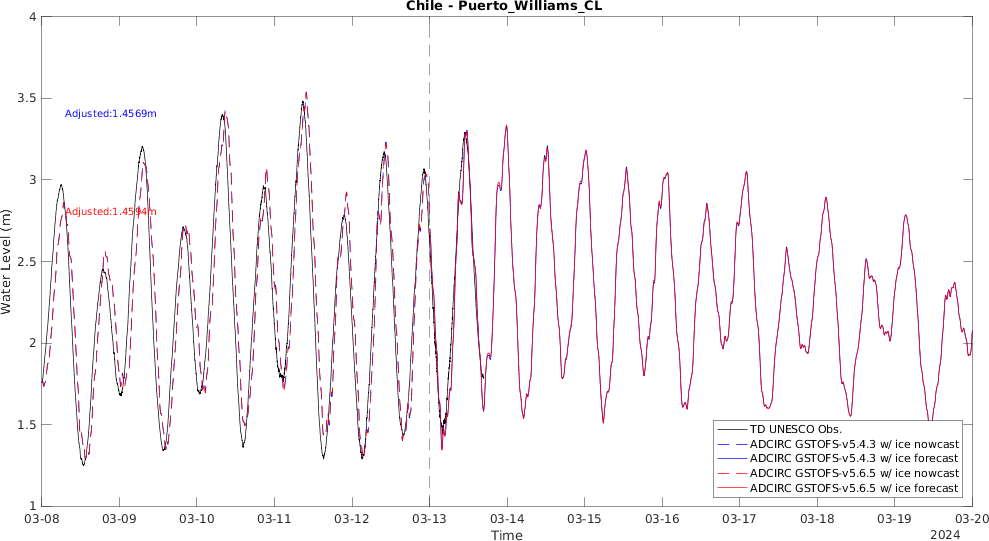 Chile - Puerto_Williams_CL
4
3.5
3
2.5
2
1.5
1
Water Level (m)
Adjusted:1.4569m
Adjusted:1.4594m
TD UNESCO Obs.
ADCIRC GSTOFS-v5.4.3 w/ ice nowcast
ADCIRC GSTOFS-v5.4.3 w/ ice forecast
ADCIRC GSTOFS-v5.6.5 w/ ice nowcast
ADCIRC GSTOFS-v5.6.5 w/ ice forecast
03-08 03-09 03-10 03-11 03-12 03-13 03-14 03-15 03-16 03-17 03-18 03-19 03-20
Time
2024